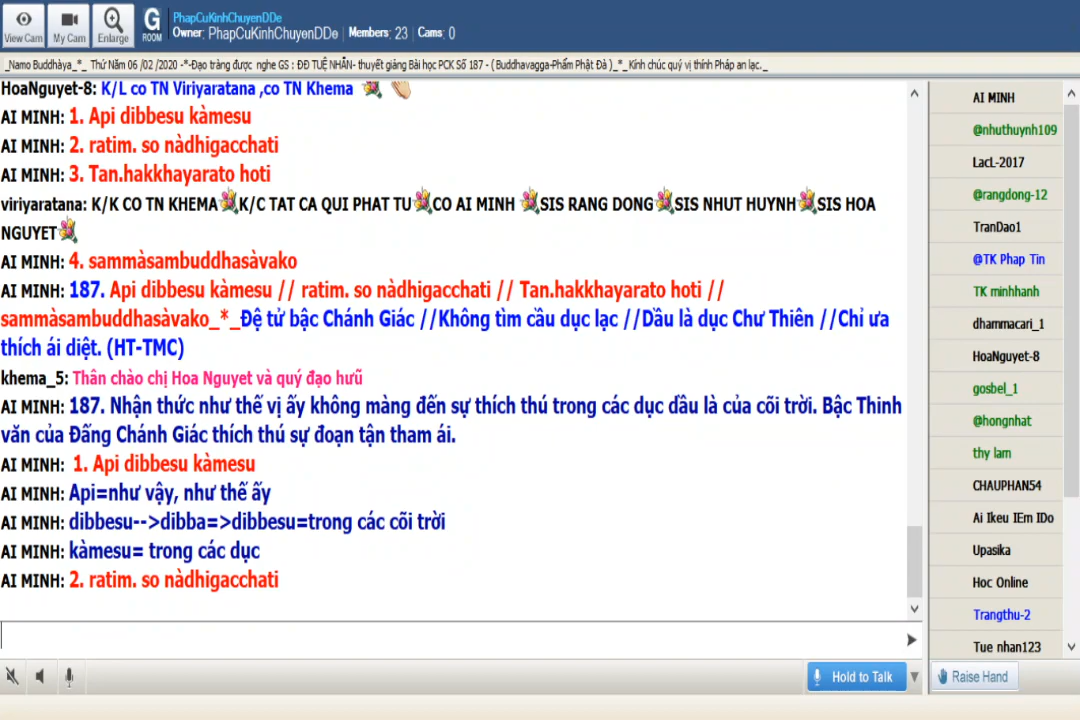 PhapCuKinhChuyenDDe
View Cam My Cam Enlarge G ROOM Owner: PhapCuKinhChuyenDDe Members: 23 Cams: 0
_Namo Buddhàya_*_ Thứ Năm 06 /02 /2020 -*-Đạo tràng được nghe GS : ĐĐ TUỆ NHẪN- thuyết giảng Bài học PCK Số 187 - ( Buddhavagga-Phẩm Phật Đà )_*_Kính chúc quý vị thính Pháp an lạc._
HoaNguyet-8: K/L co TN Viriyaratana ,co TN Khema
AI MINH: 1. Api dibbesu kàmesu
AI MINH: 2. ratim. so nàdhigacchati
AI MINH: 3. Tan.hakkhayarato hoti
viriyaratana: K/K CO TN KHEMA K/C TAT CA QUI PHAT TU CO AI MINH SIS RANG DONG SIS NHUT HUYNH SIS HOA
NGUYET
AI MINH: 4. sammàsambuddhasàvako
AI MINH: 187. Api dibbesu kàmesu // ratim. so nàdhigacchati // Tan.hakkhayarato hoti //
sammàsambuddhasàvako_*_Đệ tử bậc Chánh Giác //Không tìm cầu dục lạc //Dầu là dục Chư Thiên //Chỉ ưa
thích ái diệt. (HT-TMC)
khema_5: Thân chào chị Hoa Nguyet và quý đạo hưũ
AI MINH: 187. Nhận thức như thế vị ấy không màng đến sự thích thú trong các dục dầu là của cõi trời. Bậc Thinh
văn của Đấng Chánh Giác thích thú sự đoạn tận tham ái.
AI MINH: 1. Api dibbesu kàmesu
AI MINH: Api=như vậy, như thế ấy
AI MINH: dibbesu-->dibba=>dibbesu=trong các cõi trời
AI MINH: kàmesu= trong các dục
AI MINH: 2. ratim. so nàdhigacchati
Hold to Talk
AI MINH
@nhuthuynh109
LacL-2017
@rangdong-12
TranDao1
@TK Phap Tin
TK minhhanh
dhammacari_1
HoaNguyet-8
gosbel_1
@hongnhat
thy lam
CHAUPHAN54
Ai Ikeu IEm IDo
Upasika
Hoc Online
Trangthu-2
Tue nhan123
Raise Hand